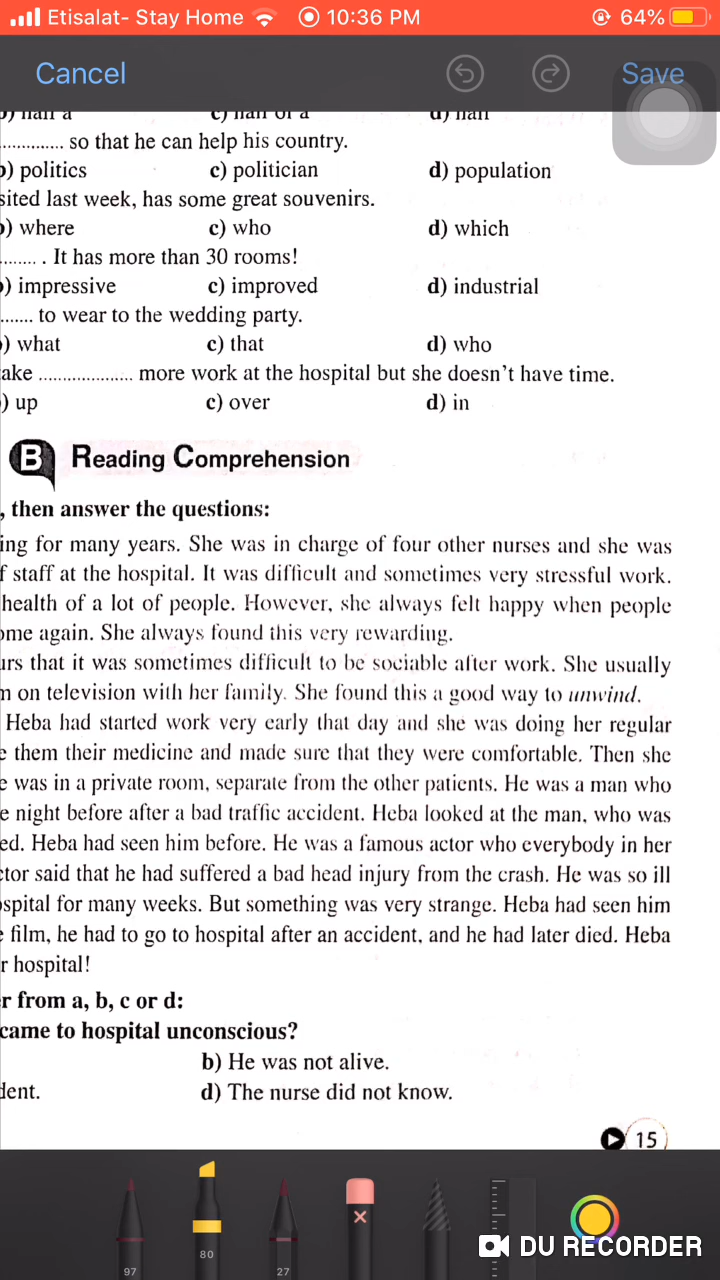 Etisalat- Stay Home 10:36 PM 64%
Cancel Save
b) half a c) half of a d) half
.............. so that he can help his country.
b) politics c) politician d) population
sited last week, has some great souvenirs.
b) where c) who d) which
........ . It has more than 30 rooms!
b) impressive c) improved d) industrial
....... to wear to the wedding party.
b) what c) that d) who
ake ................... more work at the hospital but she doesn't have time.
b) up c) over d) in
B Reading Comprehension
, then answer the questions:
ing for many years. She was in charge of four other nurses and she was
f staff at the hospital. It was difficult and sometimes very stressful work.
health of a lot of people. However, she always felt happy when people
ome again. She always found this very rewarding.
urs that it was sometimes difficult to be sociable after work. She usually
m on television with her family. She found this a good way to unwind.
Heba had started work very early that day and she was doing her regular
e them their medicine and made sure that they were comfortable. Then she
e was in a private room, separate from the other patients. He was a man who
e night before after a bad traffic accident. Heba looked at the man, who was
ed. Heba had seen him before. He was a famous actor who everybody in her
ctor said that he had suffered a bad head injury from the crash. He was so ill
ospital for many weeks. But something was very strange. Heba had seen him
e film, he had to go to hospital after an accident, and he had later died. Heba
r hospital!
er from a, b, c or d:
came to hospital unconscious?
b) He was not alive.
dent. d) The nurse did not know.
15
97 80 27
DU RECORDER